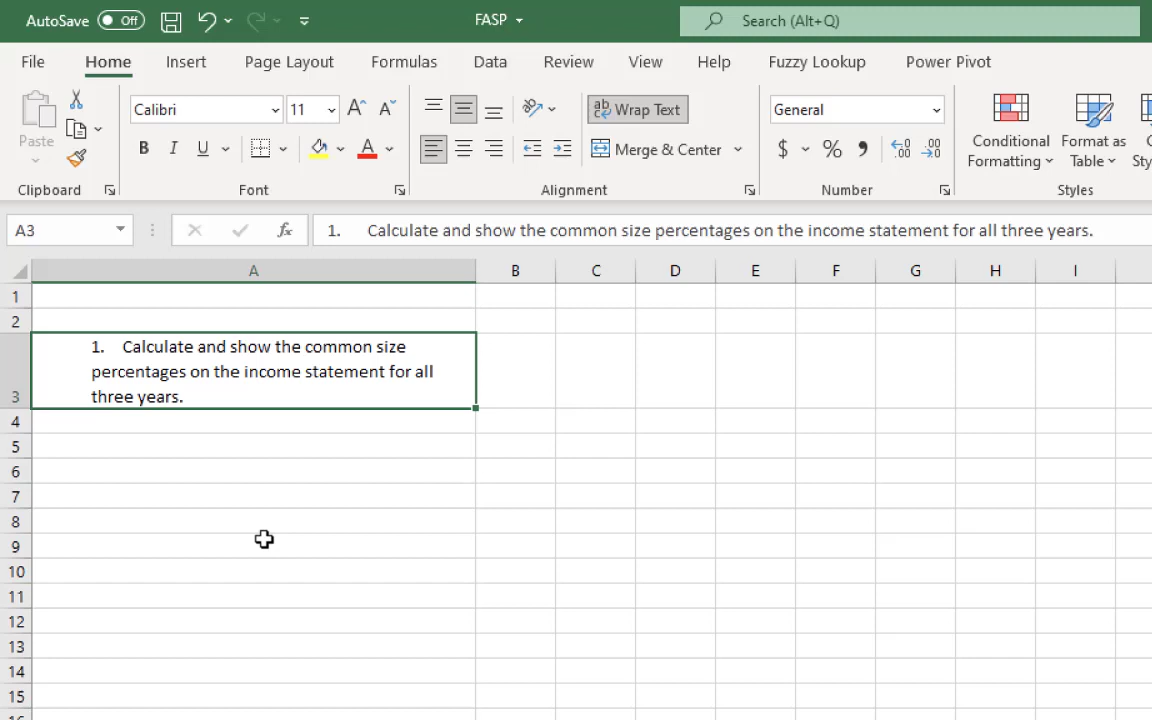 AutoSave Off FASP Search (Alt+Q)
File Home Insert Page Layout Formulas Data Review View Help Fuzzy Lookup Power Pivot
Paste
Calibri 11
Wrap Text
General
B I U
Merge & Center
$ % 9
Conditional Formatting
Format as Table
Clipboard Font Alignment Number Styles
A3 fx 1. Calculate and show the common size percentages on the income statement for all three years.
A B C D E F G H I
1
2
3
1. Calculate and show the common size
percentages on the income statement for all
three years.
4
5
6
7
8
9
10
11
12
13
14
15